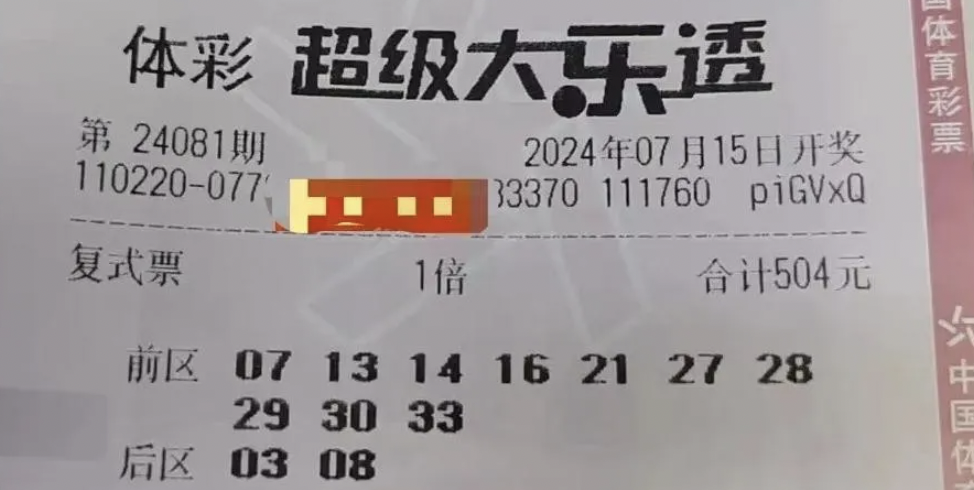 体彩 超级大乐透
第 24081期 2024年07月15日开奖
110220-077 33370 111760 piGVxQ
复式票 1倍 合计504元
前区 07 13 14 16 21 27 28
29 30 33
后区 03 08
国体育彩票
中国体